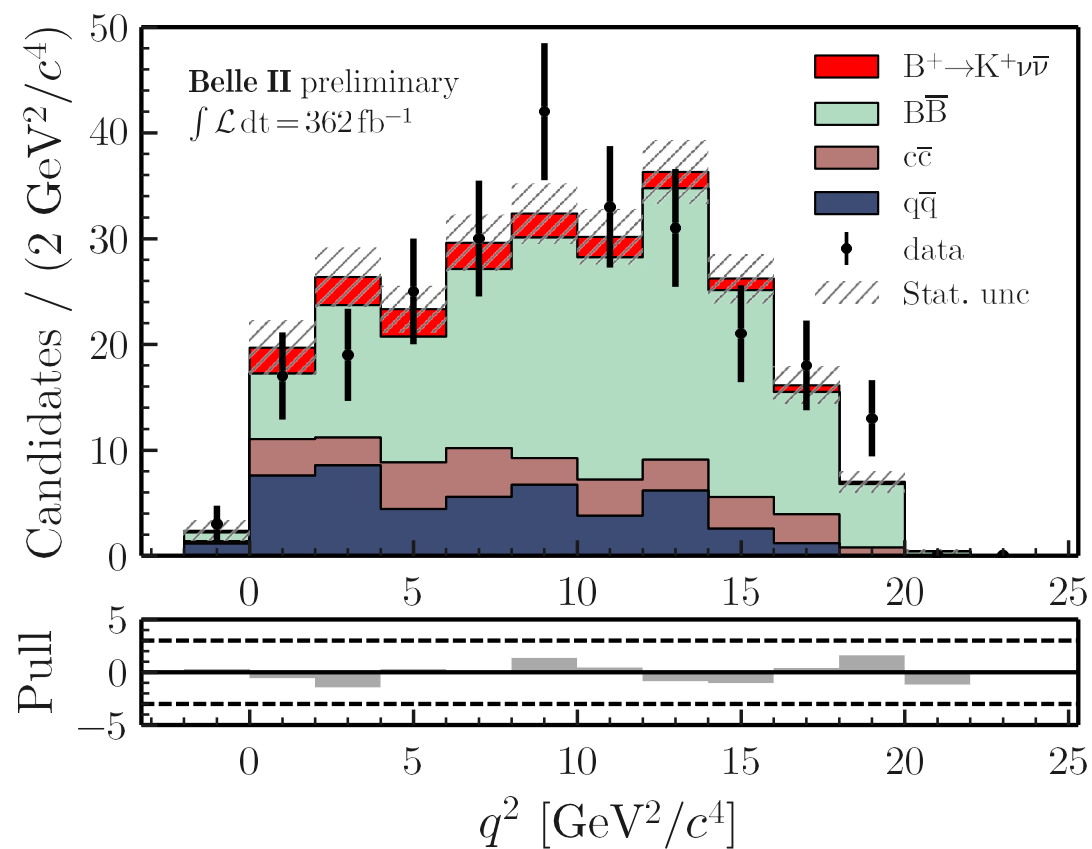 Candidates / (2 GeV²/c⁴)
50
40
30
20
10
0
Belle II preliminary
∫ ℒ dt = 362 fb⁻¹
B⁺→K⁺νν̅
BB̅
cc̅
qq̅
data
Stat. unc
0 5 10 15 20 25
Pull
5
0
−5
0 5 10 15 20 25
q² [GeV²/c⁴]